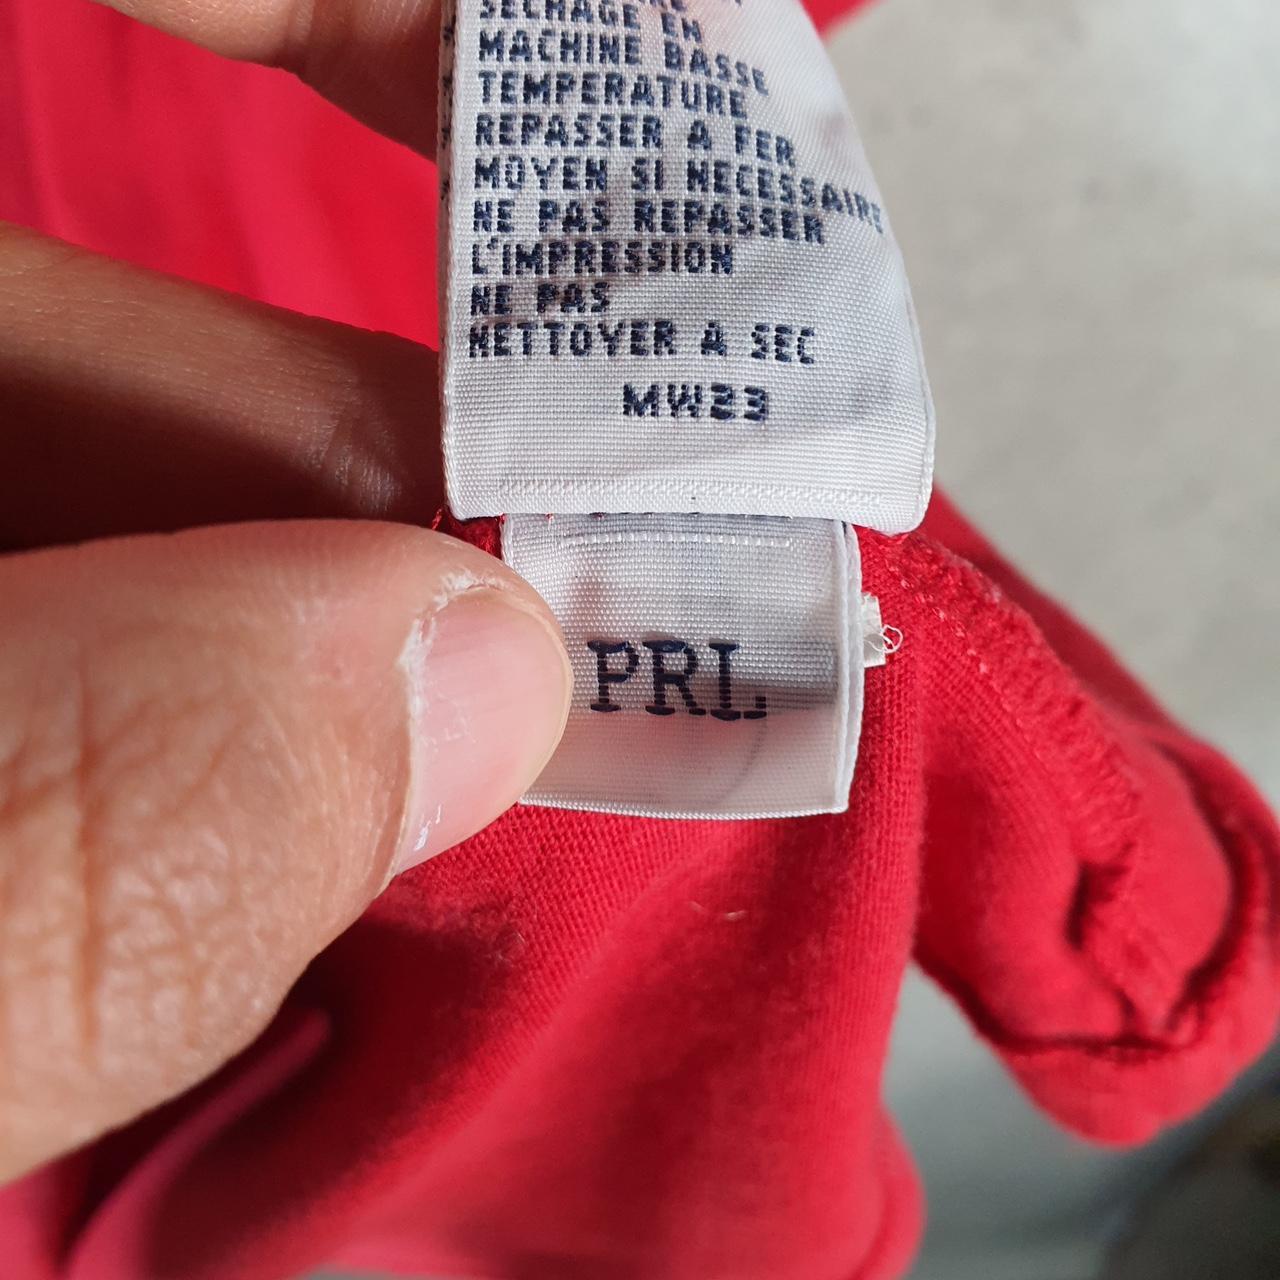 SECHAGE EN
MACHINE BASSE
TEMPERATURE
REPASSER A FER
MOYEN SI NECESSAIRE
NE PAS REPASSER
L'IMPRESSION
NE PAS
NETTOYER A SEC
MW23
PRL